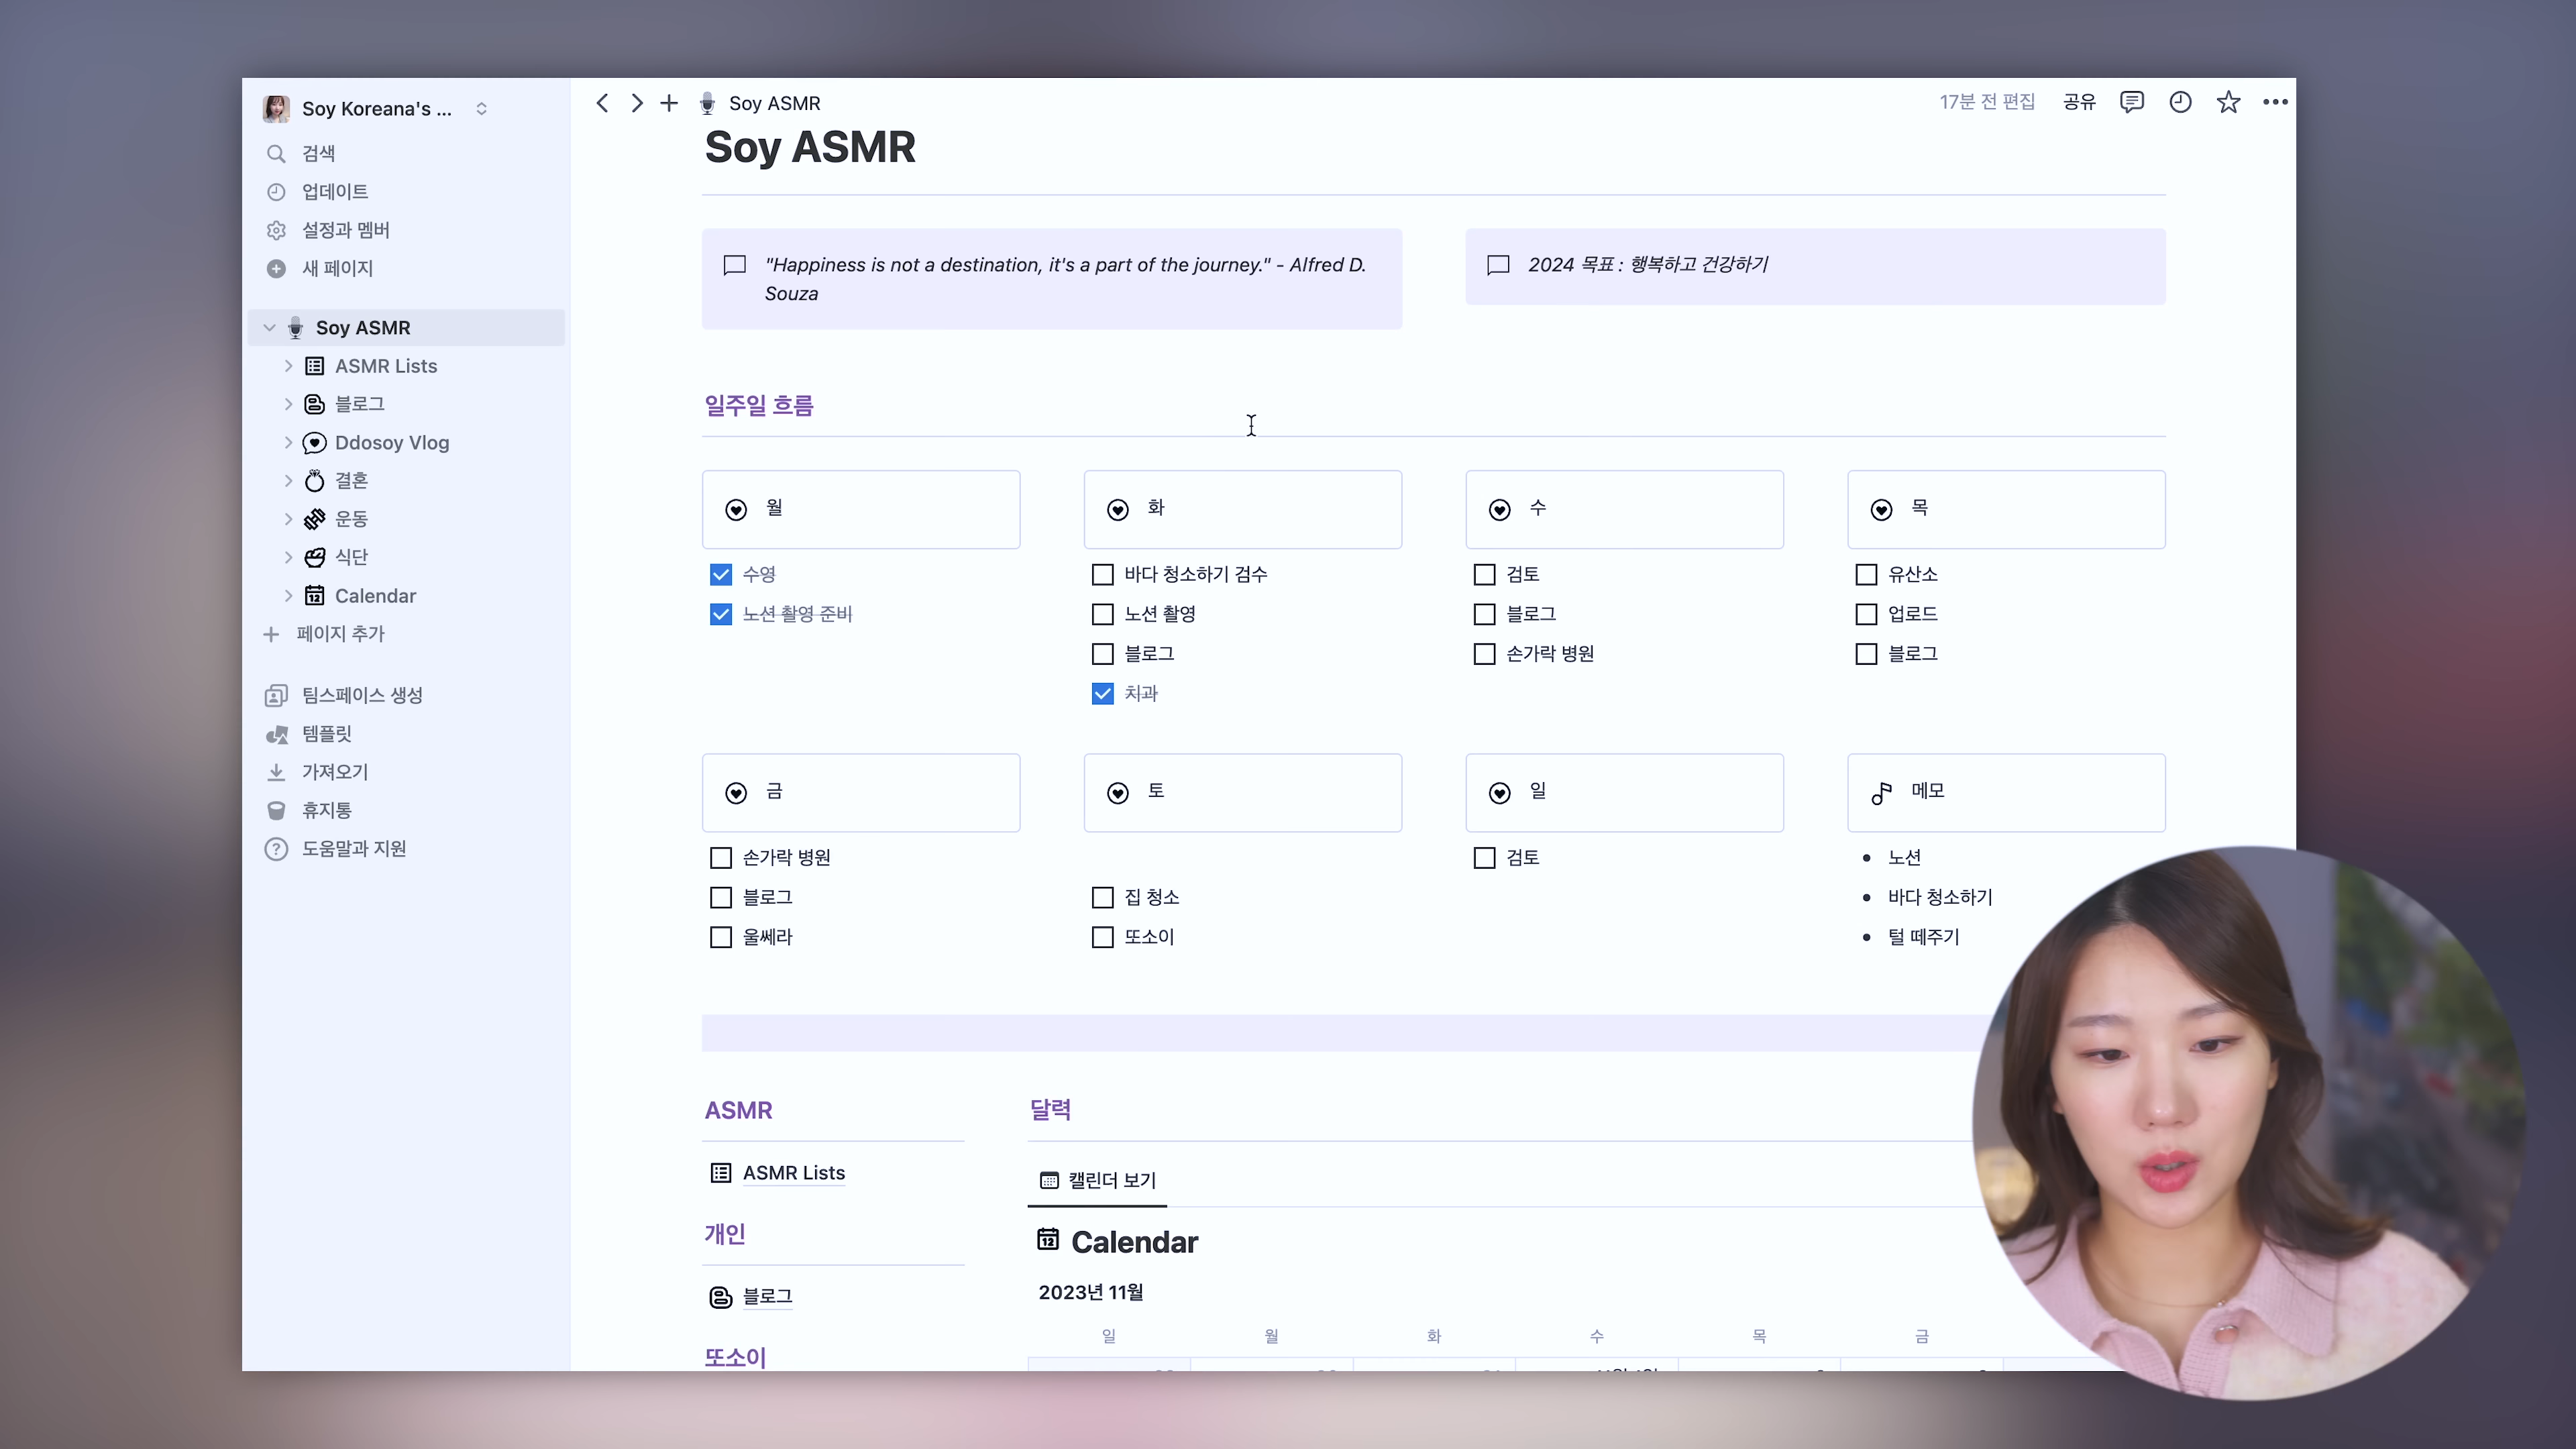 Soy Koreana's ...
검색
업데이트
설정과 멤버
새 페이지
Soy ASMR
ASMR Lists
블로그
Ddosoy Vlog
결혼
운동
식단
Calendar
페이지 추가
팀스페이스 생성
템플릿
가져오기
휴지통
도움말과 지원
Soy ASMR
17분 전 편집
공유
Soy ASMR
"Happiness is not a destination, it's a part of the journey." - Alfred D.
Souza
2024 목표 : 행복하고 건강하기
일주일 흐름
월
수영
노션 촬영 준비
화
바다 청소하기 검수
노션 촬영
블로그
치과
수
검토
블로그
손가락 병원
목
유산소
업로드
블로그
금
손가락 병원
블로그
울쎄라
토
집 청소
또소이
일
검토
메모
노션
바다 청소하기
털 떼주기
ASMR
ASMR Lists
개인
블로그
또소이
달력
캘린더 보기
Calendar
2023년 11월
일 월 화 수 목 금